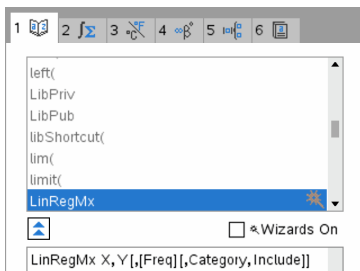 1 2 ∫Σ 3 °C°F 4 ∞β° 5 6
left(
LibPriv
LibPub
libShortcut(
lim(
limit(
LinRegMx
Wizards On
LinRegMx X,Y[,[Freq][,Category,Include]]